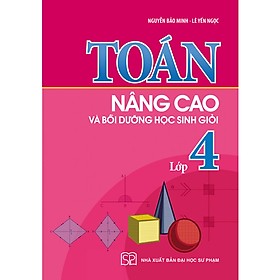 NGUYỄN BẢO MINH - LÊ YẾN NGỌC
TOÁN
NÂNG CAO
VÀ BỒI DƯỠNG HỌC SINH GIỎI
Lớp 4
SP
NHÀ XUẤT BẢN ĐẠI HỌC SƯ PHẠM